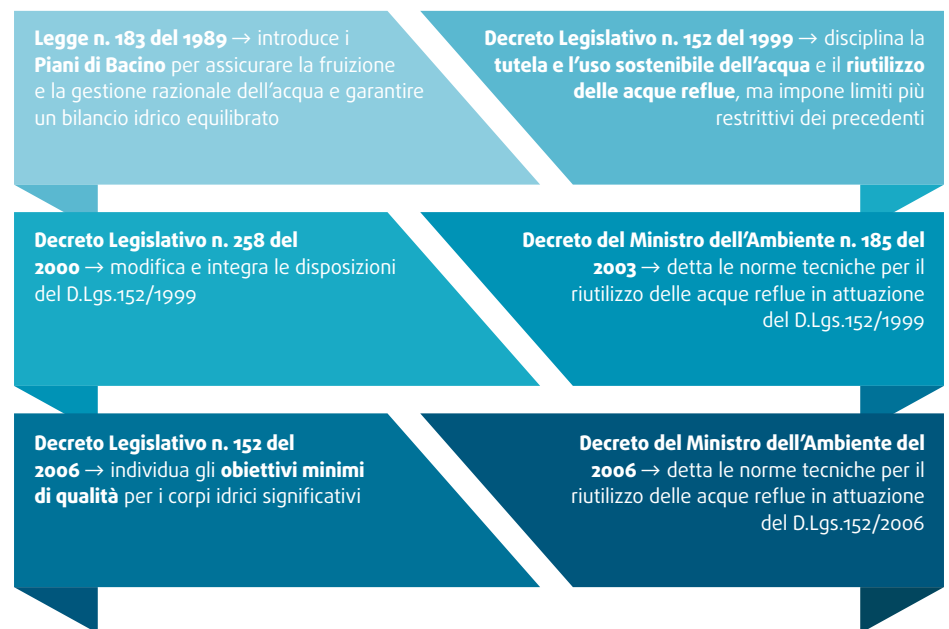 Legge n. 183 del 1989 → introduce i
Piani di Bacino per assicurare la fruizione
e la gestione razionale dell'acqua e garantire
un bilancio idrico equilibrato
Decreto Legislativo n. 152 del 1999 → disciplina la
tutela e l'uso sostenibile dell'acqua e il riutilizzo
delle acque reflue, ma impone limiti più
restrittivi dei precedenti
Decreto Legislativo n. 258 del
2000 → modifica e integra le disposizioni
del D.Lgs.152/1999
Decreto del Ministro dell'Ambiente n. 185 del
2003 → detta le norme tecniche per il
riutilizzo delle acque reflue in attuazione
del D.Lgs.152/1999
Decreto Legislativo n. 152 del
2006 → individua gli obiettivi minimi
di qualità per i corpi idrici significativi
Decreto del Ministro dell'Ambiente del
2006 → detta le norme tecniche per il
riutilizzo delle acque reflue in attuazione
del D.Lgs.152/2006